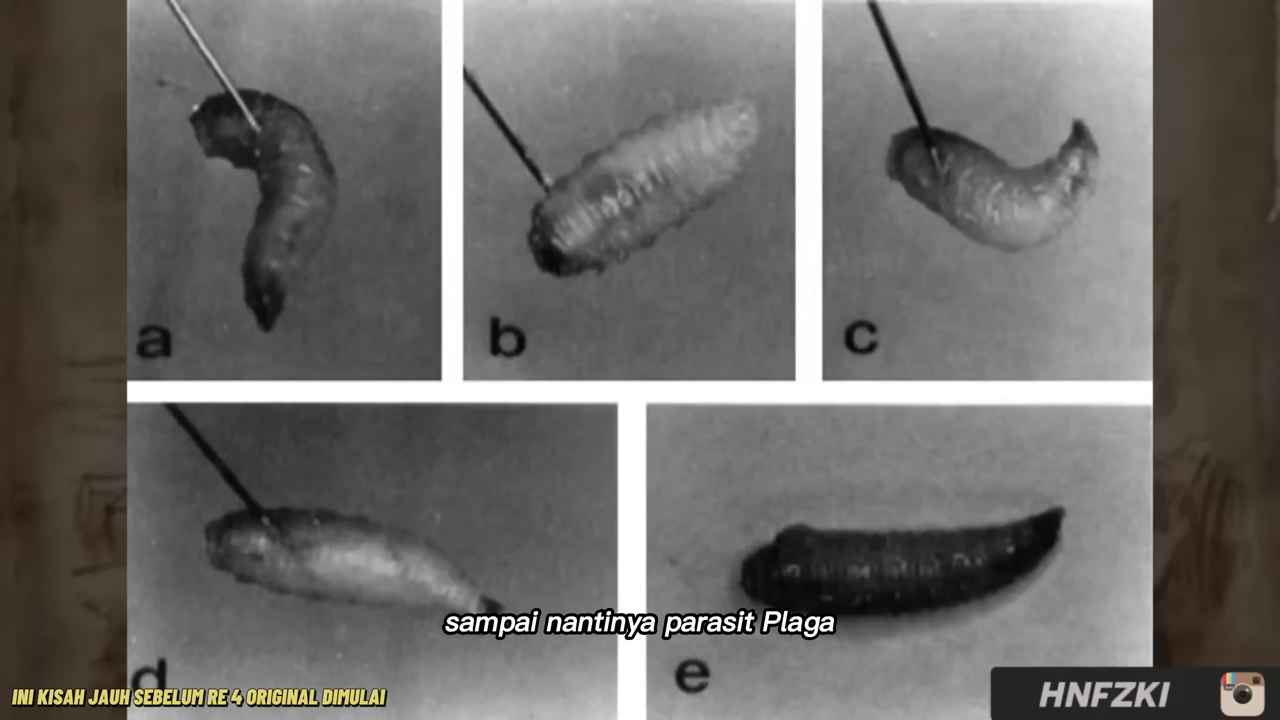 a
b
c
d
e
sampai nantinya parasit Plaga
INI KISAH JAUH SEBELUM RE 4 ORIGINAL DIMULAI
HNFZKI